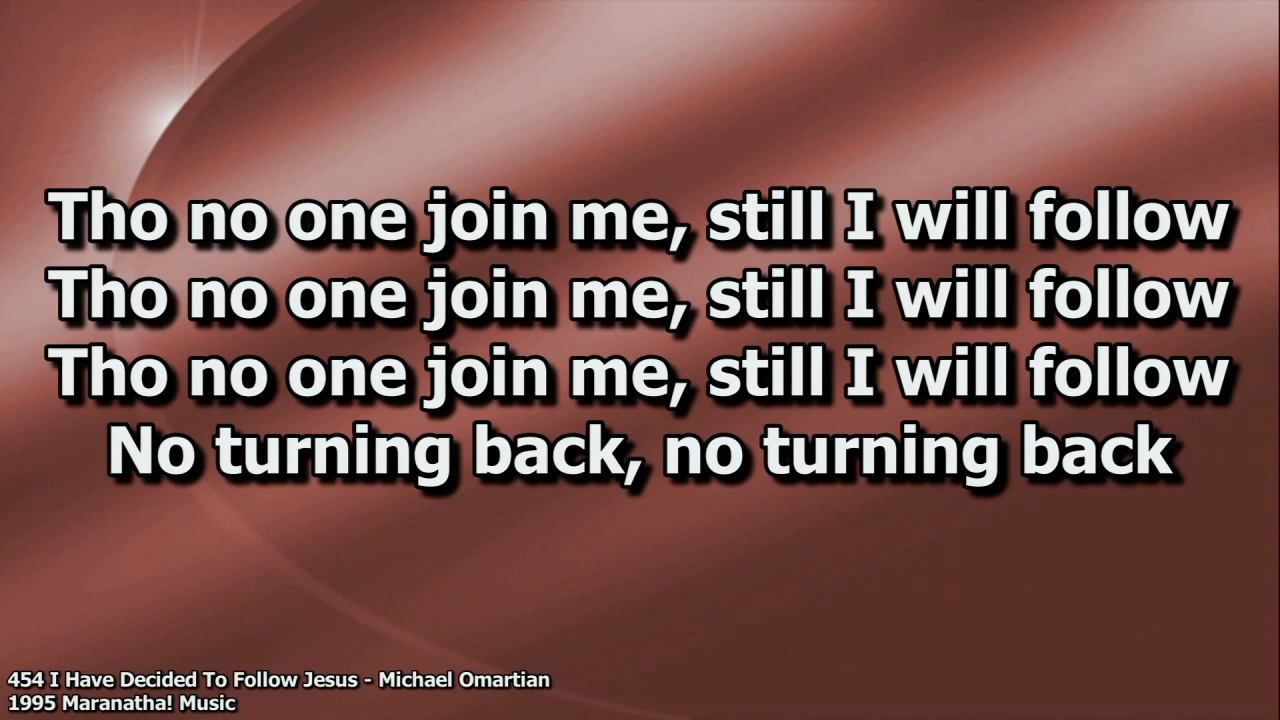 Tho no one join me, still I will follow
Tho no one join me, still I will follow
Tho no one join me, still I will follow
No turning back, no turning back
454 I Have Decided To Follow Jesus - Michael Omartian
1995 Maranatha! Music